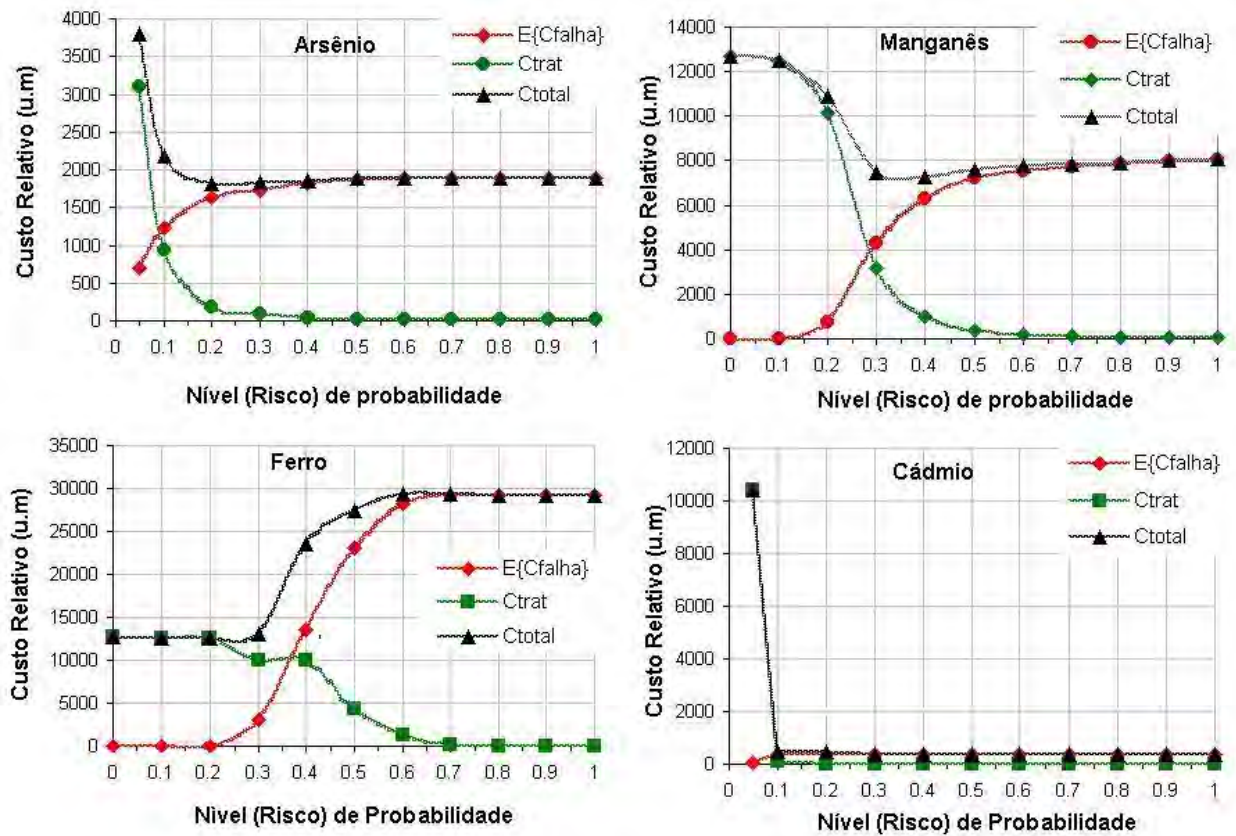 Arsênio
Custo Relativo (u.m)
4000
3500
3000
2500
2000
1500
1000
500
0
E{Cfalha}
Ctrat
Ctotal
0 0.1 0.2 0.3 0.4 0.5 0.6 0.7 0.8 0.9 1
Nível (Risco) de probabilidade
Manganês
Custo Relativo (u.m)
14000
12000
10000
8000
6000
4000
2000
0
E{Cfalha}
Ctrat
Ctotal
0 0.1 0.2 0.3 0.4 0.5 0.6 0.7 0.8 0.9 1
Nível (Risco) de probabilidade
Ferro
Custo Relativo (u.m)
35000
30000
25000
20000
15000
10000
5000
0
E{Cfalha}
Ctrat
Ctotal
0 0.1 0.2 0.3 0.4 0.5 0.6 0.7 0.8 0.9 1
Nìvel (Risco) de Probabilidade
Cádmio
Custo Relativo (u.m)
12000
10000
8000
6000
4000
2000
0
E{Cfalha}
Ctrat
Ctotal
0 0.1 0.2 0.3 0.4 0.5 0.6 0.7 0.8 0.9 1
Nível (Risco) de Probabilidade